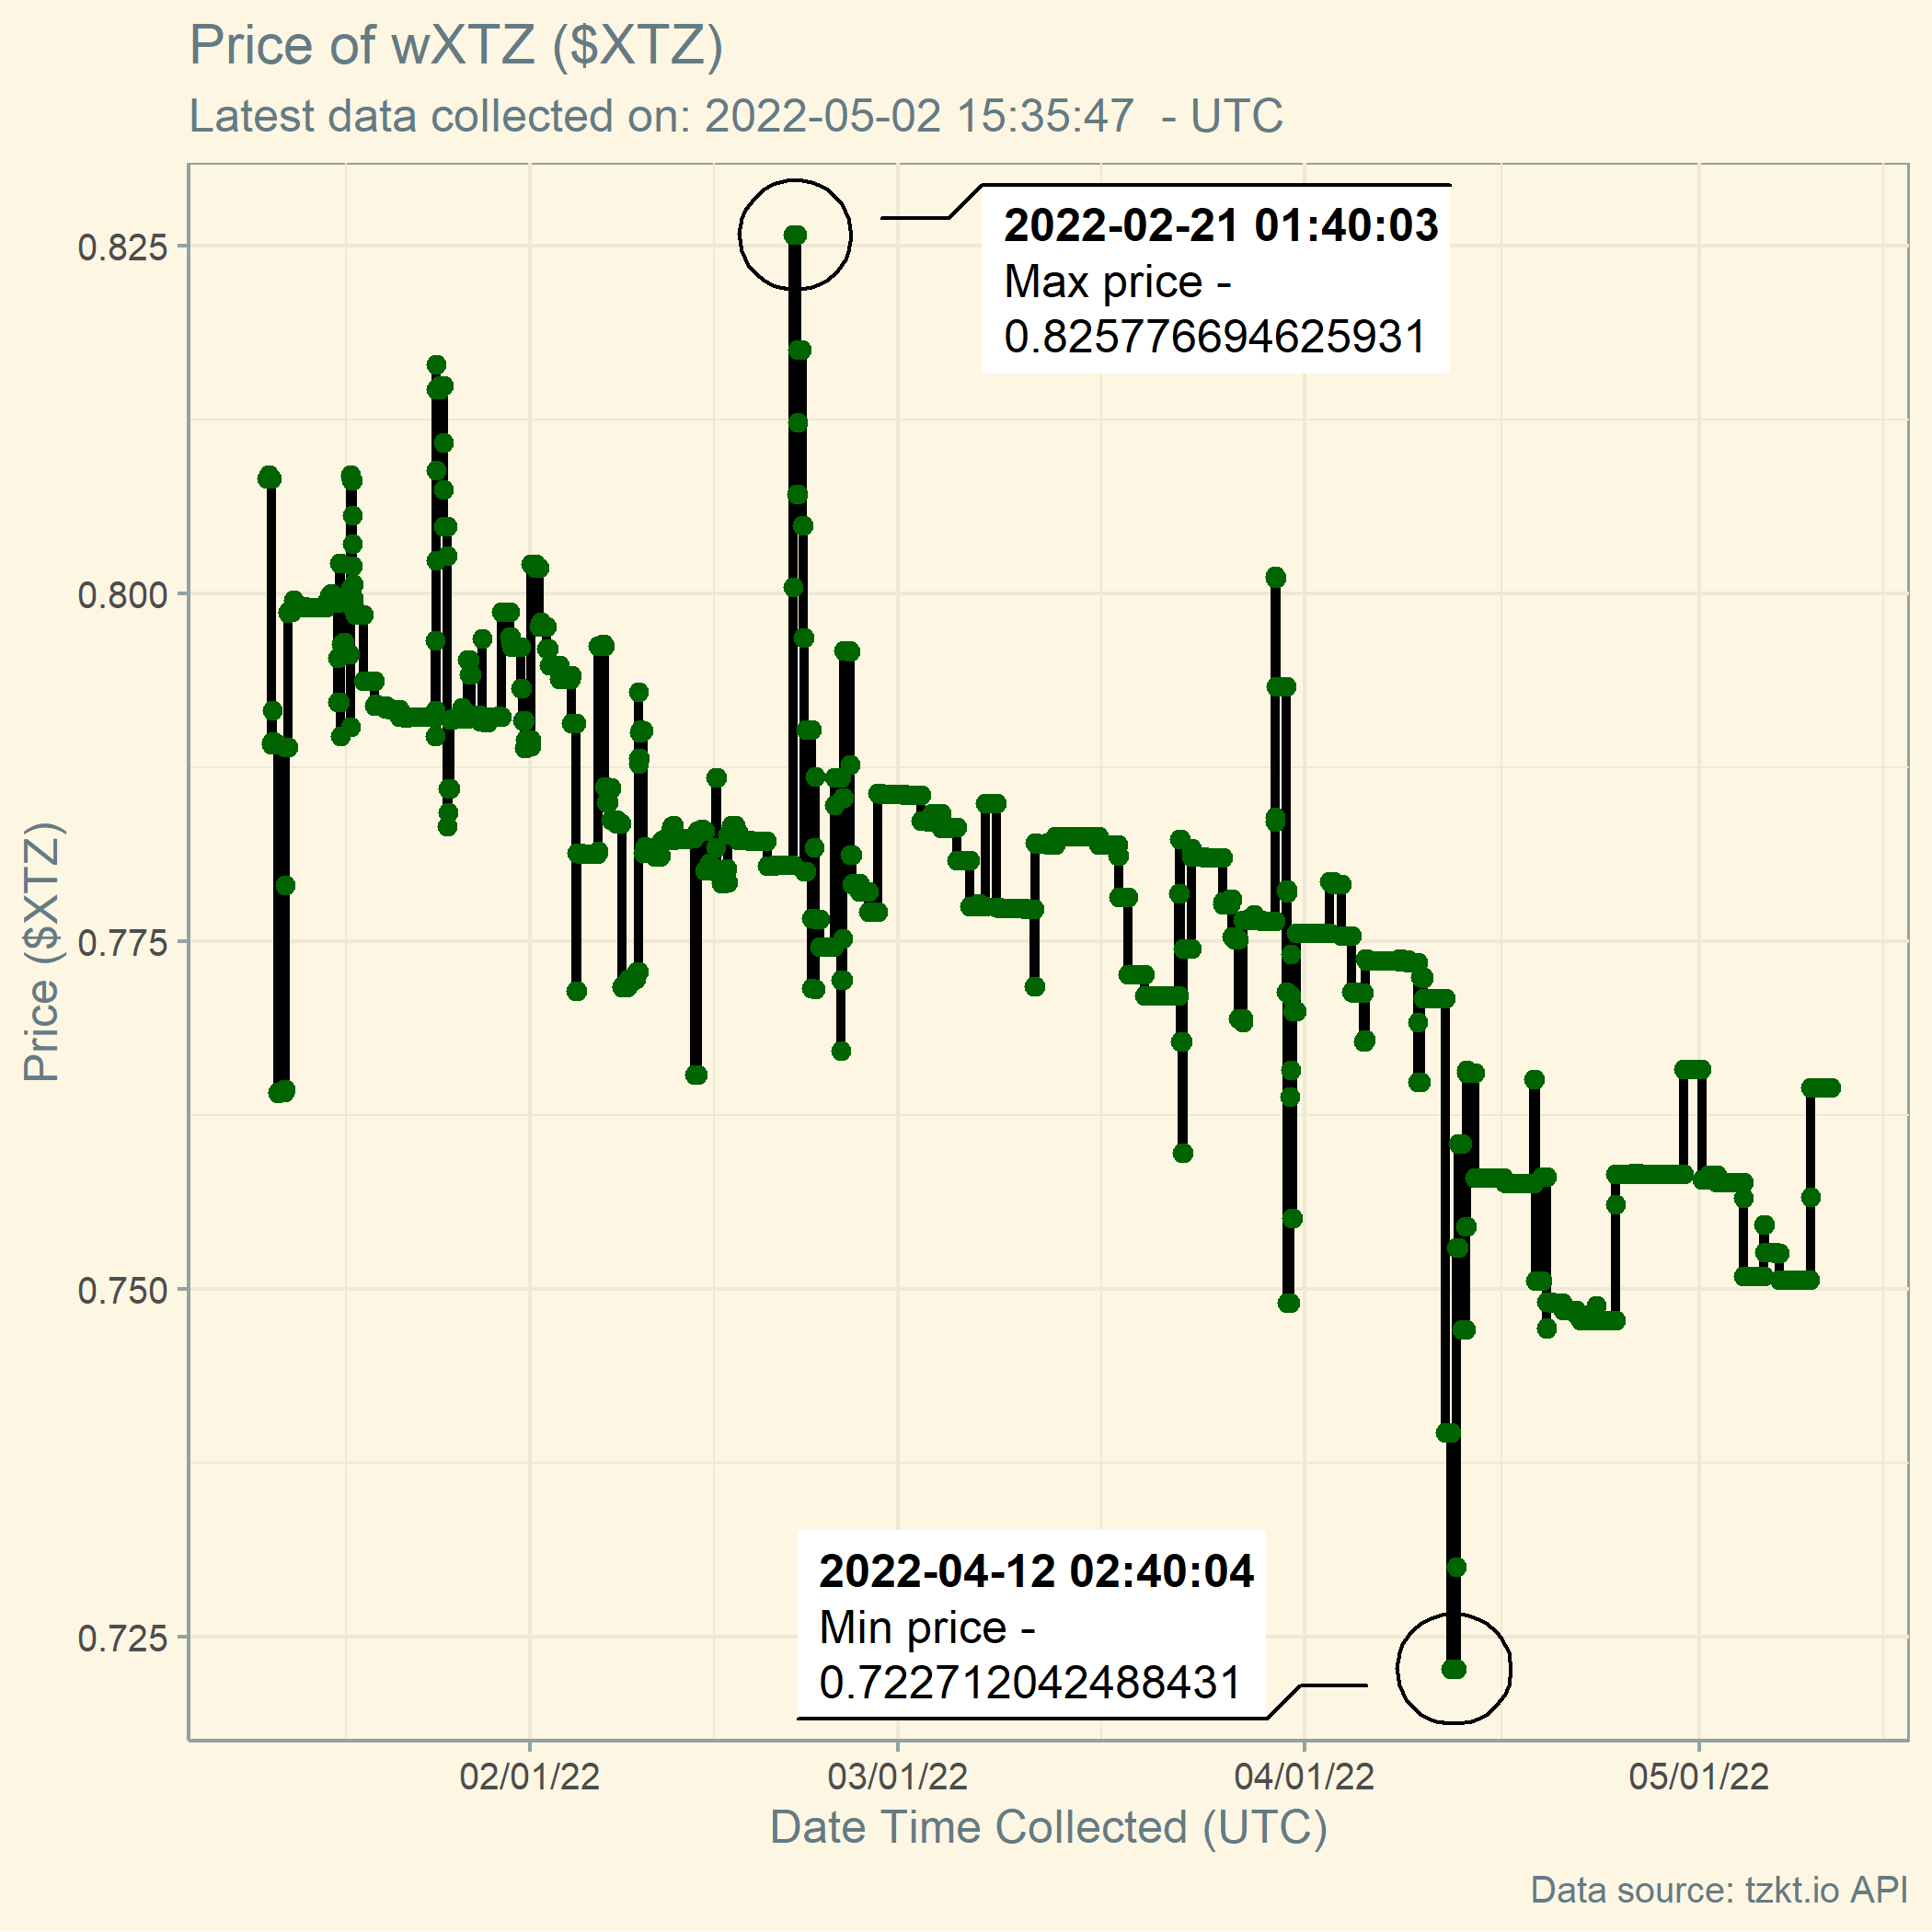 Price of wXTZ ($XTZ)
Latest data collected on: 2022-05-02 15:35:47  - UTC
2022-02-21 01:40:03
Max price -
0.825776694625931
0.825
0.800
Price ($XTZ)
0.775
0.750
0.725
2022-04-12 02:40:04
Min price -
0.722712042488431
02/01/22
03/01/22
04/01/22
05/01/22
Date Time Collected (UTC)
Data source: tzkt.io API